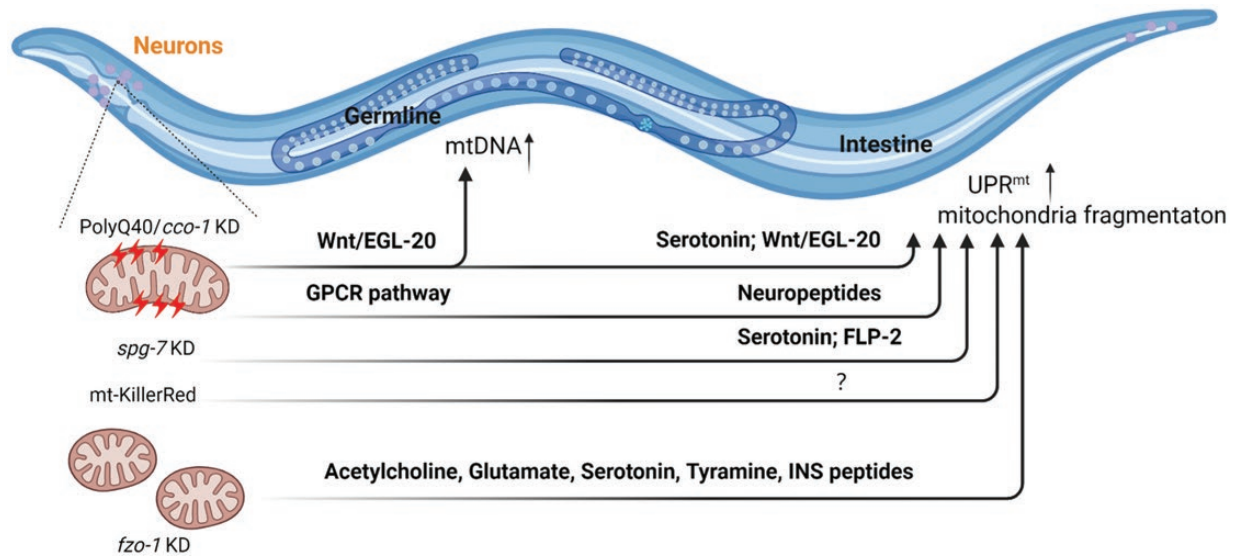 Neurons
Germline
mtDNA↑
Intestine
UPRmt ↑
mitochondria fragmentaton
PolyQ40/cco-1 KD
Wnt/EGL-20
Serotonin; Wnt/EGL-20
GPCR pathway
Neuropeptides
spg-7 KD
Serotonin; FLP-2
mt-KillerRed
?
Acetylcholine, Glutamate, Serotonin, Tyramine, INS peptides
fzo-1 KD